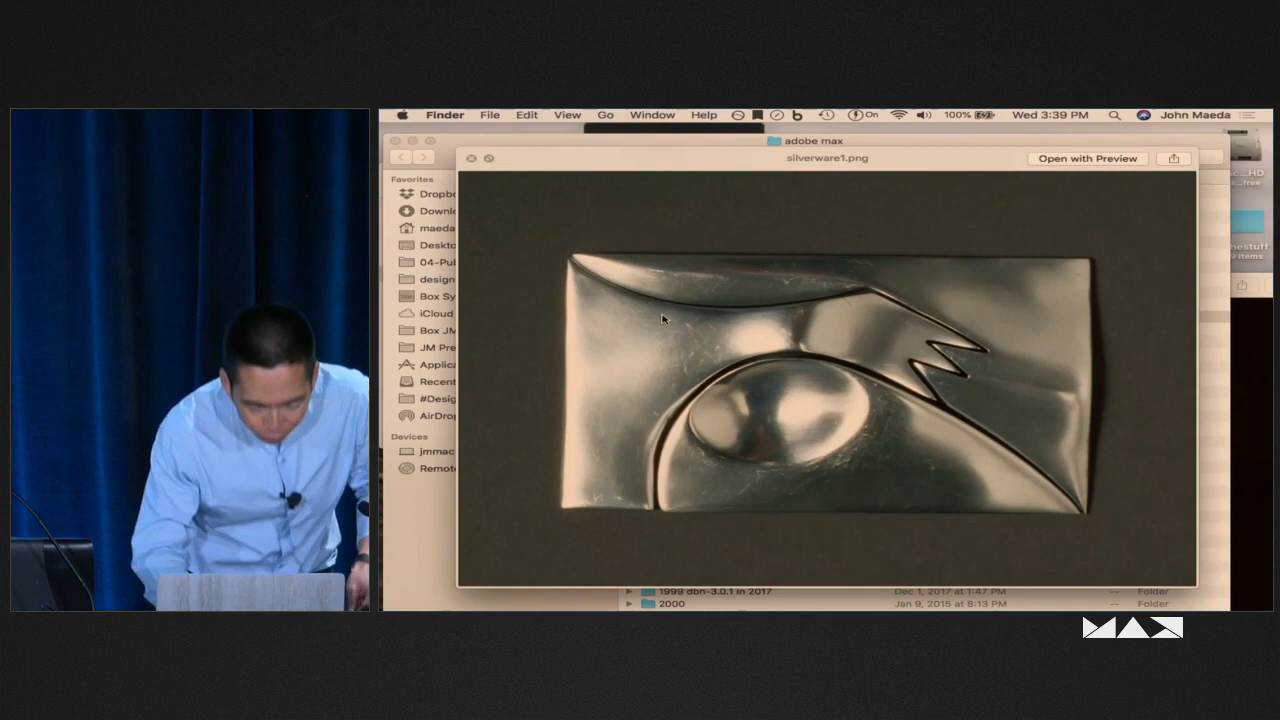 Finder File Edit View Go Window Help On 100% Wed 3:39 PM John Maeda
adobe max
silverware1.png
Open with Preview
Favorites
Dropbo
Downlo
maeda
Deskto
04-Pub
design
Box Sy
iCloud
Box JM
JM Pre
Applica
Recent
#Desig
AirDrop
Devices
jmmac
Remote
1999 dbn-3.0.1 in 2017 Dec 1, 2017 at 1:47 PM -- Folder
2000 Jan 9, 2015 at 8:13 PM -- Folder
MAX